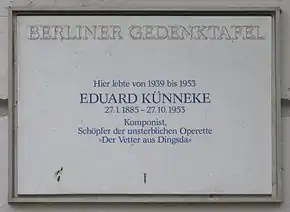 BERLINER GEDENKTAFEL
Hier lebte von 1939 bis 1953
EDUARD KÜNNEKE
27.1.1885–27.10.1953
Komponist,
Schöpfer der unsterblichen Operette
»Der Vetter aus Dingsda«